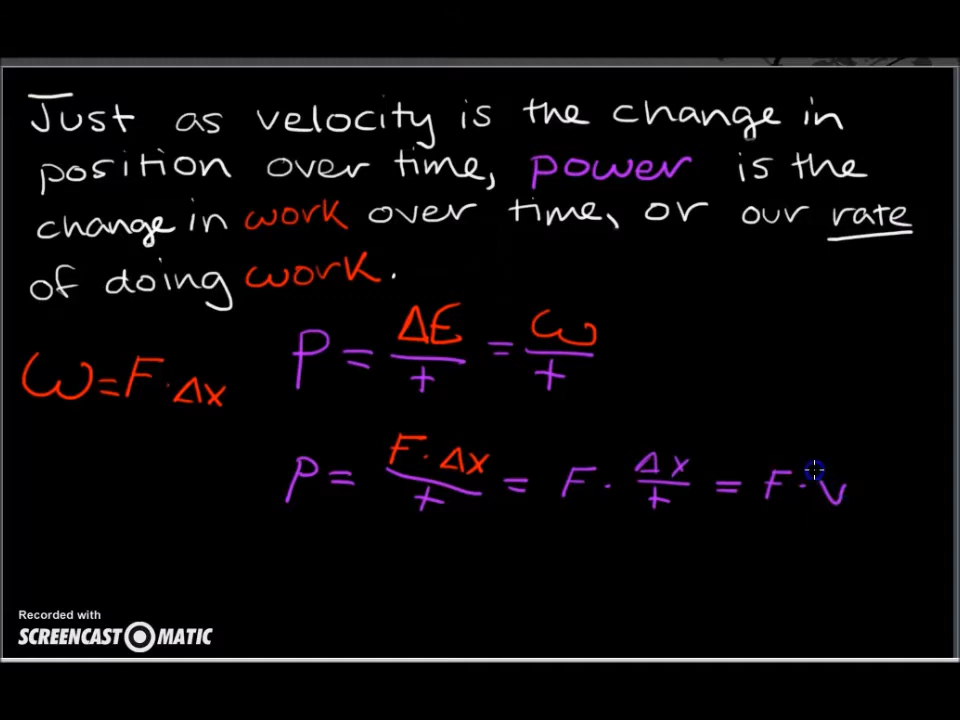 Just as velocity is the change in
position over time, power is the
change in work over time, or our rate
of doing work.
P = ΔE/t = W/t
W = F · Δx
P = F · Δx/t = F · Δx/t = F · V
Recorded with
SCREENCAST MATIC